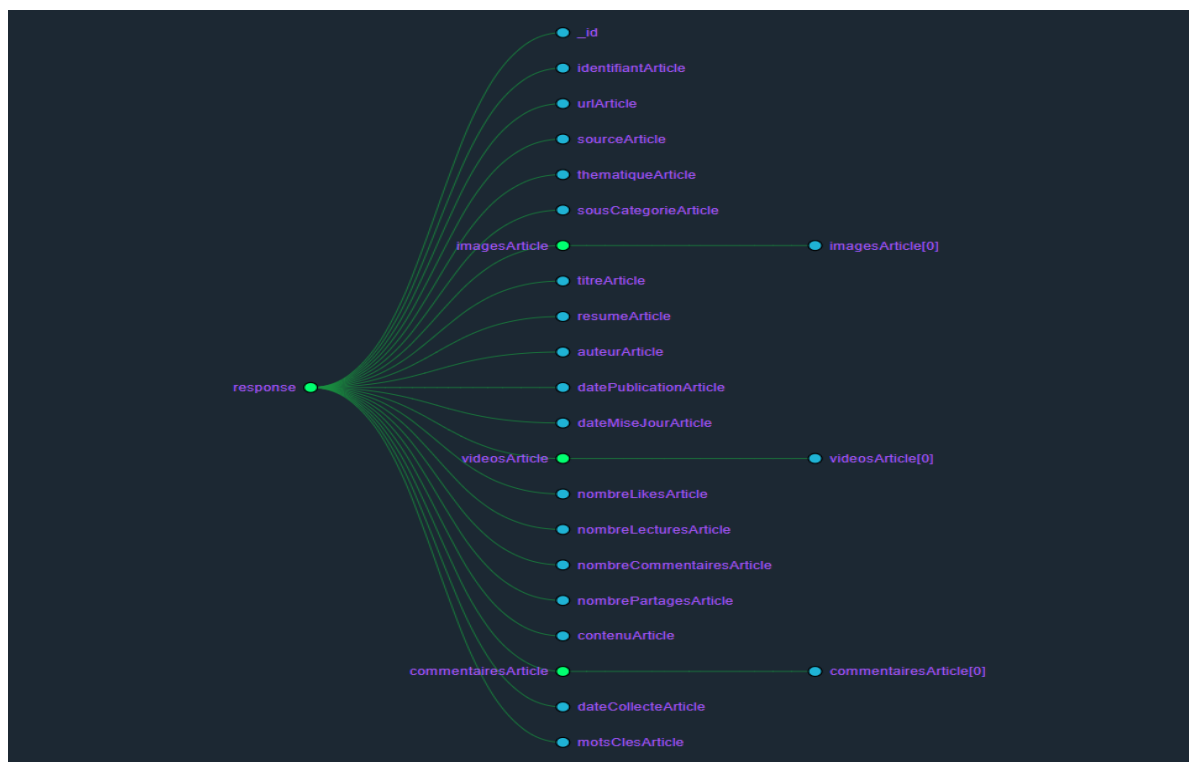 _id
identifiantArticle
urlArticle
sourceArticle
thematiqueArticle
sousCategorieArticle
imagesArticle imagesArticle[0]
titreArticle
resumeArticle
auteurArticle
response datePublicationArticle
dateMiseJourArticle
videosArticle videosArticle[0]
nombreLikesArticle
nombreLecturesArticle
nombreCommentairesArticle
nombrePartagesArticle
contenuArticle
commentairesArticle commentairesArticle[0]
dateCollecteArticle
motsClesArticle